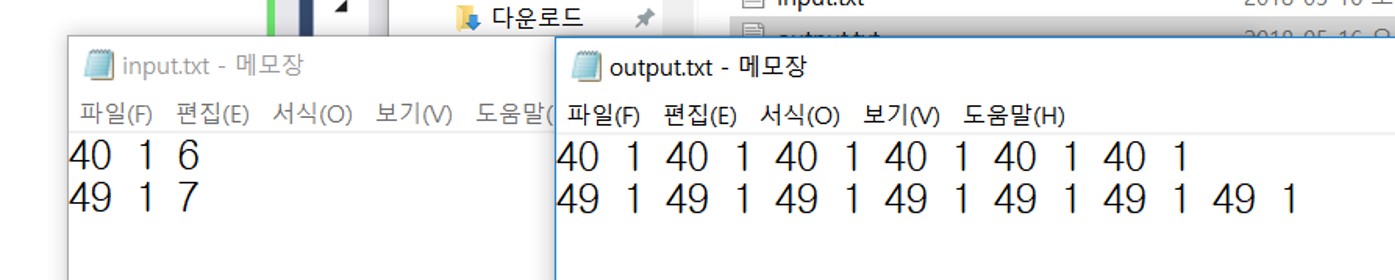 다운로드
input.txt
output.txt
input.txt - 메모장
파일(F) 편집(E) 서식(O) 보기(V) 도움말(
40 1 6
49 1 7
output.txt - 메모장
파일(F) 편집(E) 서식(O) 보기(V) 도움말(H)
40 1 40 1 40 1 40 1 40 1 40 1
49 1 49 1 49 1 49 1 49 1 49 1 49 1